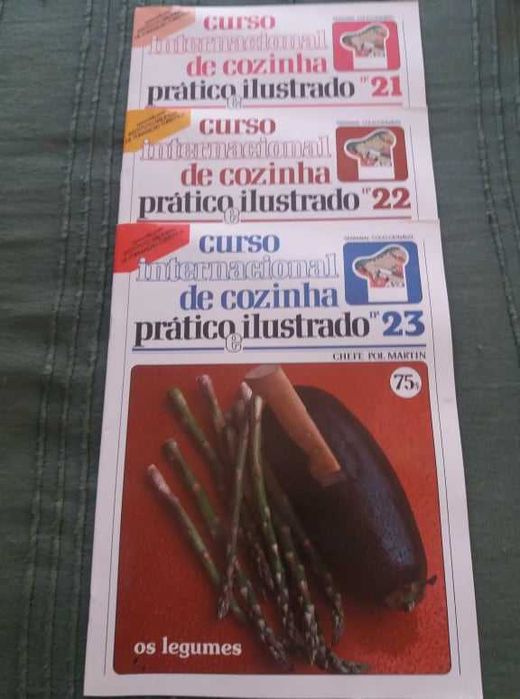 curso
internacional
de cozinha
prático e ilustrado nº 21
curso
internacional
de cozinha
prático e ilustrado nº 22
curso
internacional
de cozinha
prático e ilustrado nº 23
CHEFE POL MARTIN
75$
os legumes